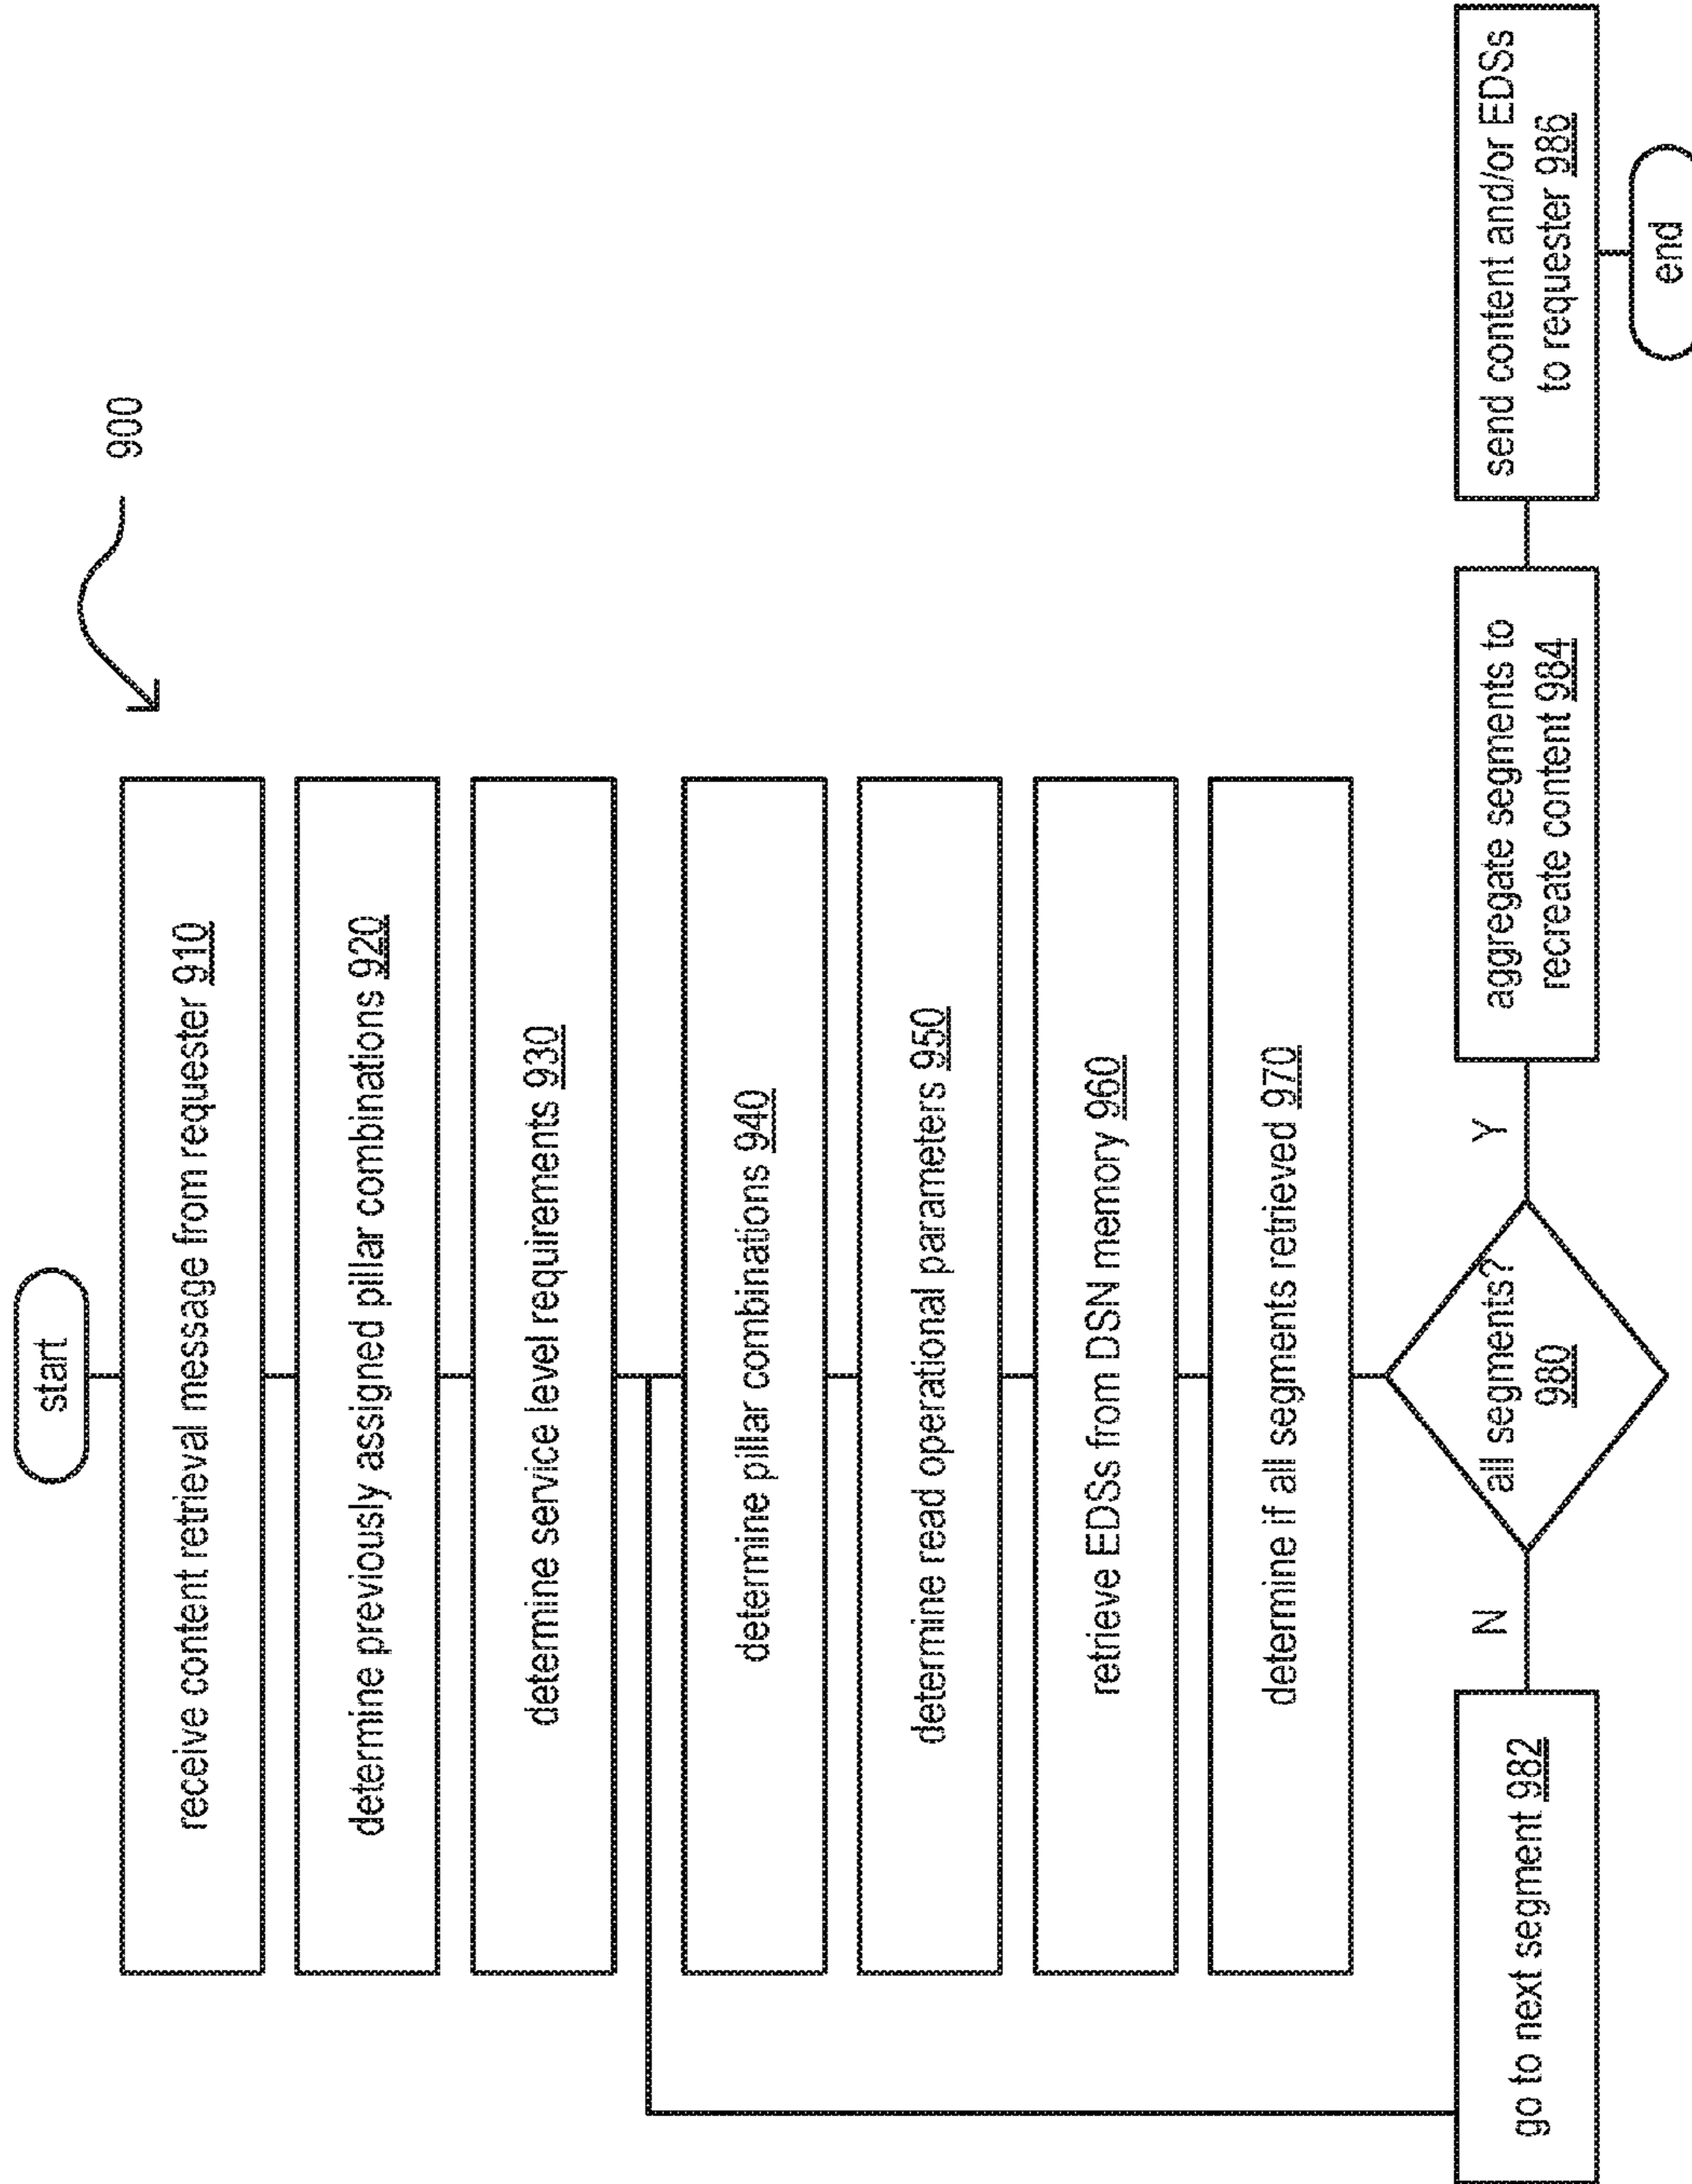 900
start
receive content retrieval message from requester 910
determine previously assigned pillar combinations 920
determine service level requirements 930
determine pillar combinations 940
determine read operational parameters 950
retrieve EDSs from DSN memory 960
determine if all segments retrieved 970
all segments?
980
N
Y
go to next segment 982
aggregate segments to
recreate content 984
send content and/or EDSs
to requester 986
end